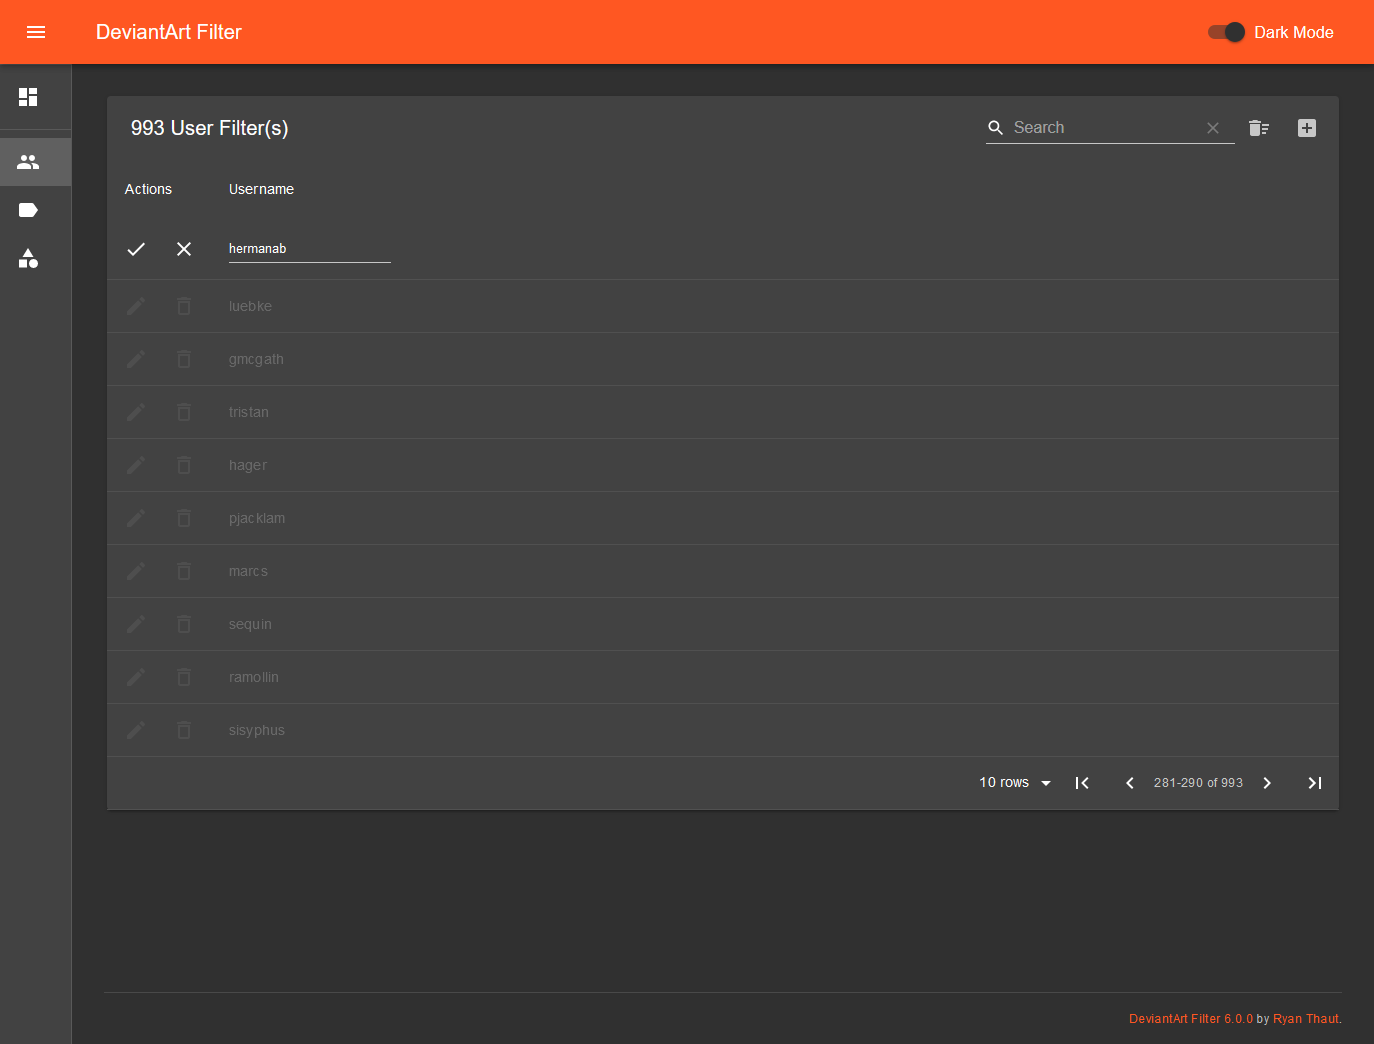 DeviantArt Filter
Dark Mode
993 User Filter(s)
Search
Actions Username
hermanab
luebke
gmcgath
tristan
hager
pjacklam
marcs
sequin
ramollin
sisyphus
10 rows 281-290 of 993
DeviantArt Filter 6.0.0 by Ryan Thaut.